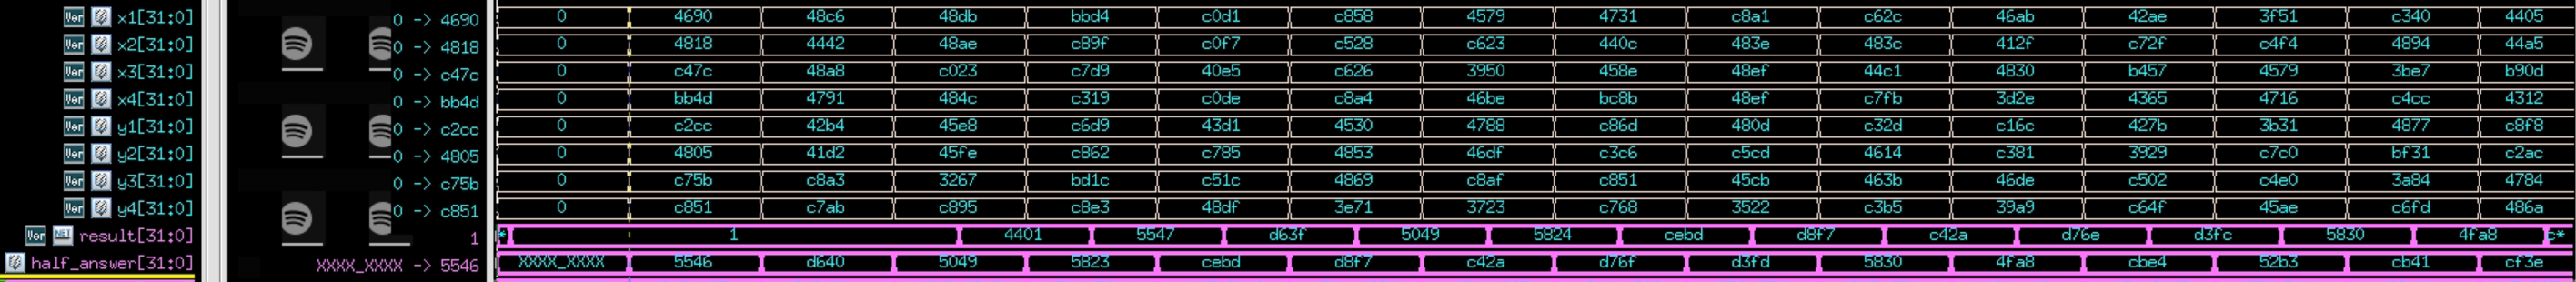 x1[31:0] 0 -> 4690 0 4690 48c6 48db bbd4 c0d1 c858 4579 4731 c8a1 c62c 46ab 42ae 3f51 c340 4405
x2[31:0] 0 -> 4818 0 4818 4442 48ae c89f c0f7 c528 c623 440c 483e 483c 412f c72f c4f4 4894 44a5
x3[31:0] 0 -> c47c 0 c47c 48a8 c023 c7d9 40e5 c626 3950 458e 48ef 44c1 4830 b457 4579 3be7 b90d
x4[31:0] 0 -> bb4d 0 bb4d 4791 484c c319 c0de c8a4 46be bc8b 48ef c7fb 3d2e 4365 4716 c4cc 4312
y1[31:0] 0 -> c2cc 0 c2cc 42b4 45e8 c6d9 43d1 4530 4788 c86d 480d c32d c16c 427b 3b31 4877 c8f8
y2[31:0] 0 -> 4805 0 4805 41d2 45fe c862 c785 4853 46df c3c6 c5cd 4614 c381 3929 c7c0 bf31 c2ac
y3[31:0] 0 -> c75b 0 c75b c8a3 3267 bd1c c51c 4869 c8af c851 45cb 463b 46de c502 c4e0 3a84 4784
y4[31:0] 0 -> c851 0 c851 c7ab c895 c8e3 48df 3e71 3723 c768 3522 c3b5 39a9 c64f 45ae c6fd 486a
result[31:0] 1 * 1 4401 5547 d63f 5049 5824 cebd d8f7 c42a d76e d3fc 5830 4fa8 c*
half_answer[31:0] XXXX_XXXX -> 5546 XXXX_XXXX 5546 d640 5049 5823 cebd d8f7 c42a d76f d3fd 5830 4fa8 cbe4 52b3 cb41 cf3e